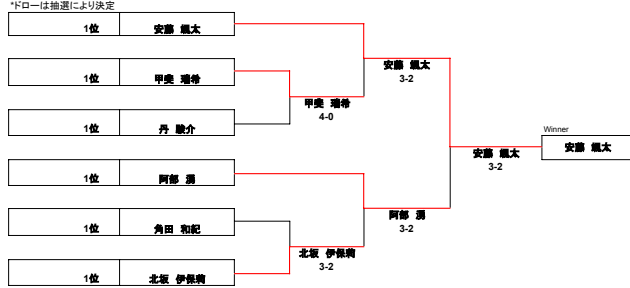 *ドローは抽選により決定
1位 安藤 颯太
1位 甲斐 瑞希
1位 丹 駿介
1位 阿部 湧
1位 角田 和紀
1位 北坂 伊保莉
甲斐 瑞希
4-0
北坂 伊保莉
3-2
安藤 颯太
3-2
阿部 湧
3-2
安藤 颯太
3-2
Winner
安藤 颯太